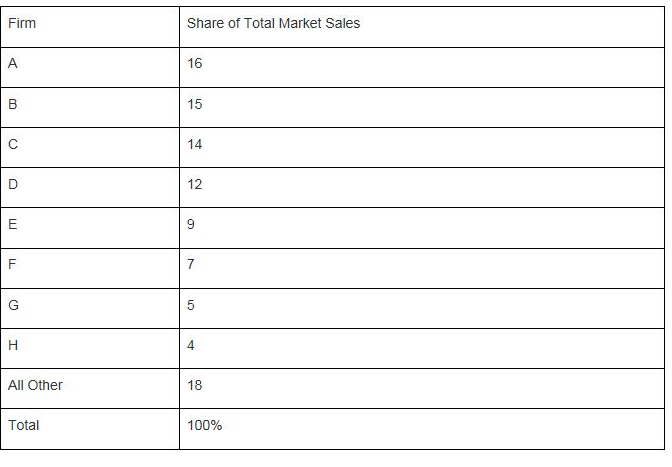 Firm Share of Total Market Sales
A 16
B 15
C 14
D 12
E 9
F 7
G 5
H 4
All Other 18
Total 100%